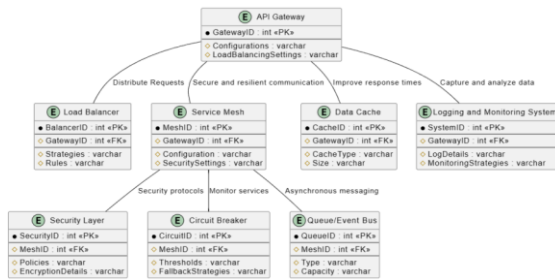 E API Gateway
GatewayID : int «PK»
Configurations : varchar
LoadBalancingSettings : varchar
Distribute Requests
Secure and resilient communication
Improve response times
Capture and analyze data
E Load Balancer
BalancerID : int «PK»
GatewayID : int «FK»
Strategies : varchar
Rules : varchar
E Service Mesh
MeshID : int «PK»
GatewayID : int «FK»
Configuration : varchar
SecuritySettings : varchar
E Data Cache
CacheID : int «PK»
GatewayID : int «FK»
CacheType : varchar
Size : varchar
E Logging and Monitoring System
SystemID : int «PK»
GatewayID : int «FK»
LogDetails : varchar
MonitoringStrategies : varchar
Security protocols
Monitor services
Asynchronous messaging
E Security Layer
SecurityID : int «PK»
MeshID : int «FK»
Policies : varchar
EncryptionDetails : varchar
E Circuit Breaker
CircuitID : int «PK»
MeshID : int «FK»
Thresholds : varchar
FallbackStrategies : varchar
E Queue/Event Bus
QueueID : int «PK»
MeshID : int «FK»
Type : varchar
Capacity : varchar